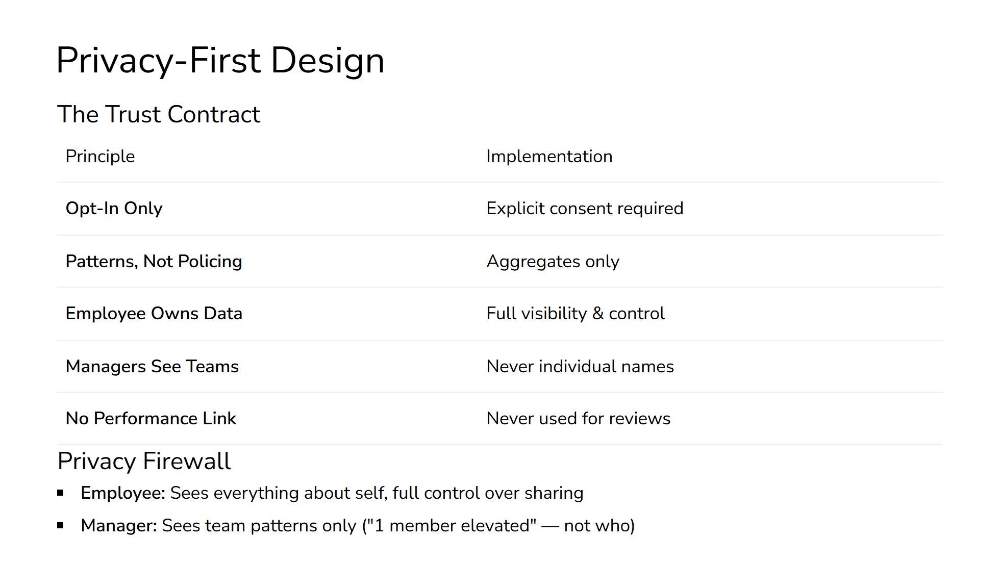 Privacy-First Design
The Trust Contract
Principle Implementation
Opt-In Only Explicit consent required
Patterns, Not Policing Aggregates only
Employee Owns Data Full visibility & control
Managers See Teams Never individual names
No Performance Link Never used for reviews
Privacy Firewall
▪ Employee: Sees everything about self, full control over sharing
▪ Manager: Sees team patterns only ("1 member elevated" — not who)